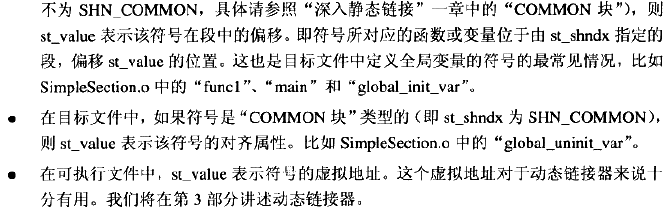 不为 SHN_COMMON，具体请参照“深入静态链接”一章中的“COMMON 块”），则
st_value 表示该符号在段中的偏移。即符号所对应的函数或变量位于由 st_shndx 指定的
段，偏移 st_value 的位置。这也是目标文件中定义全局变量的符号的最常见情况，比如
SimpleSection.o 中的“func1”、“main”和“global_init_var”。
● 在目标文件中，如果符号是“COMMON 块”类型的（即 st_shndx 为 SHN_COMMON），
则 st_value 表示该符号的对齐属性。比如 SimpleSection.o 中的“global_uninit_var”。
● 在可执行文件中，st_value 表示符号的虚拟地址。这个虚拟地址对于动态链接器来说十
分有用。我们将在第 3 部分讲述动态链接器。